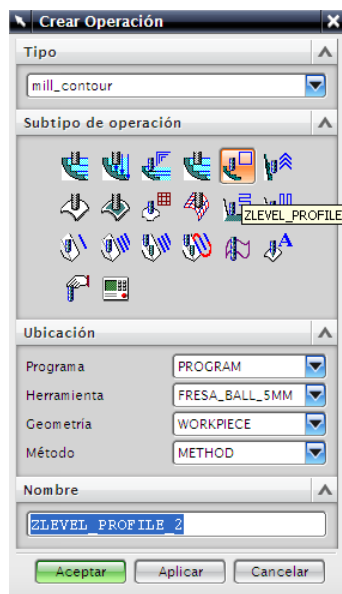 Crear Operación
Tipo
mill_contour
Subtipo de operación
ZLEVEL_PROFILE
A
Ubicación
Programa PROGRAM
Herramienta FRESA_BALL_5MM
Geometría WORKPIECE
Método METHOD
Nombre
ZLEVEL_PROFILE_2
Aceptar Aplicar Cancelar